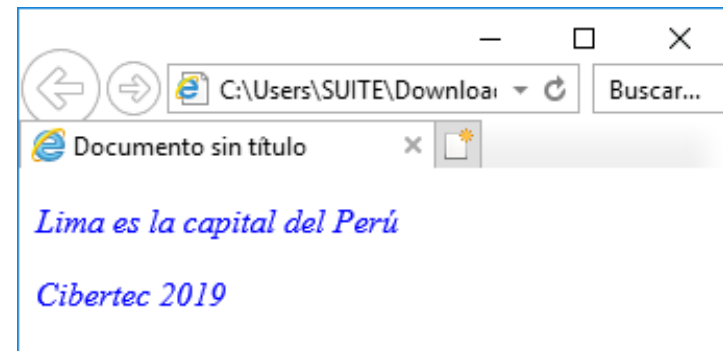 C:\Users\SUITE\Downloa
Buscar...
Documento sin título
Lima es la capital del Perú
Cibertec 2019